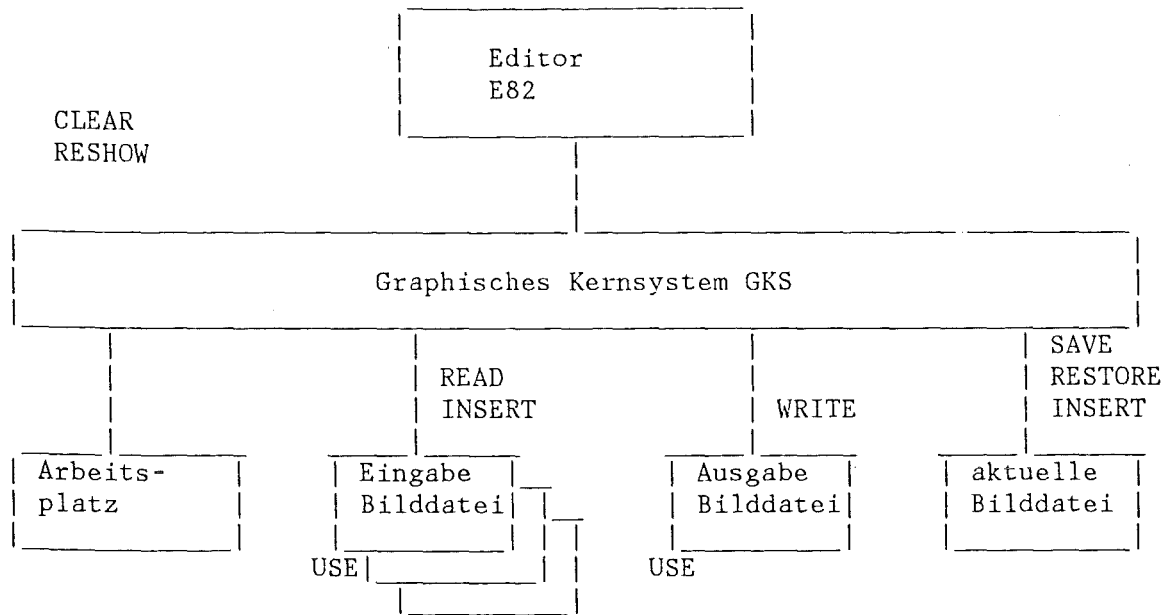 Editor
E82
CLEAR
RESHOW
Graphisches Kernsystem GKS
READ
INSERT
WRITE
SAVE
RESTORE
INSERT
Arbeits-
platz
Eingabe
Bilddatei
USE
Ausgabe
Bilddatei
USE
aktuelle
Bilddatei